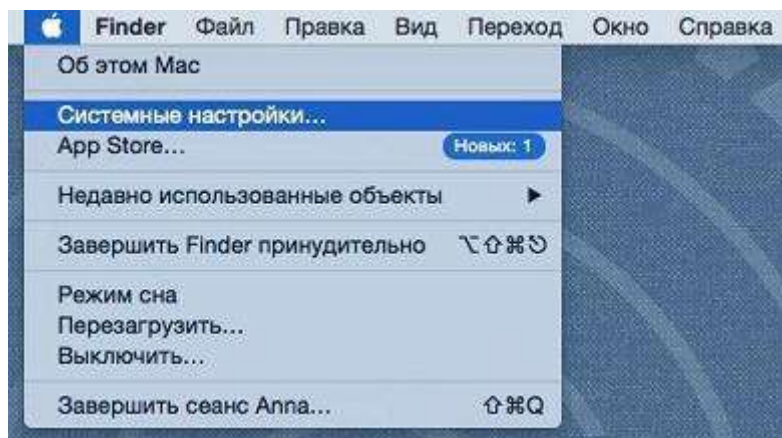 Finder Файл Правка Вид Переход Окно Справка
Об этом Mac
Системные настройки...
App Store... Новых: 1
Недавно использованные объекты ▶
Завершить Finder принудительно ⌥⇧⌘⎋
Режим сна
Перезагрузить...
Выключить...
Завершить сеанс Anna... ⇧⌘Q